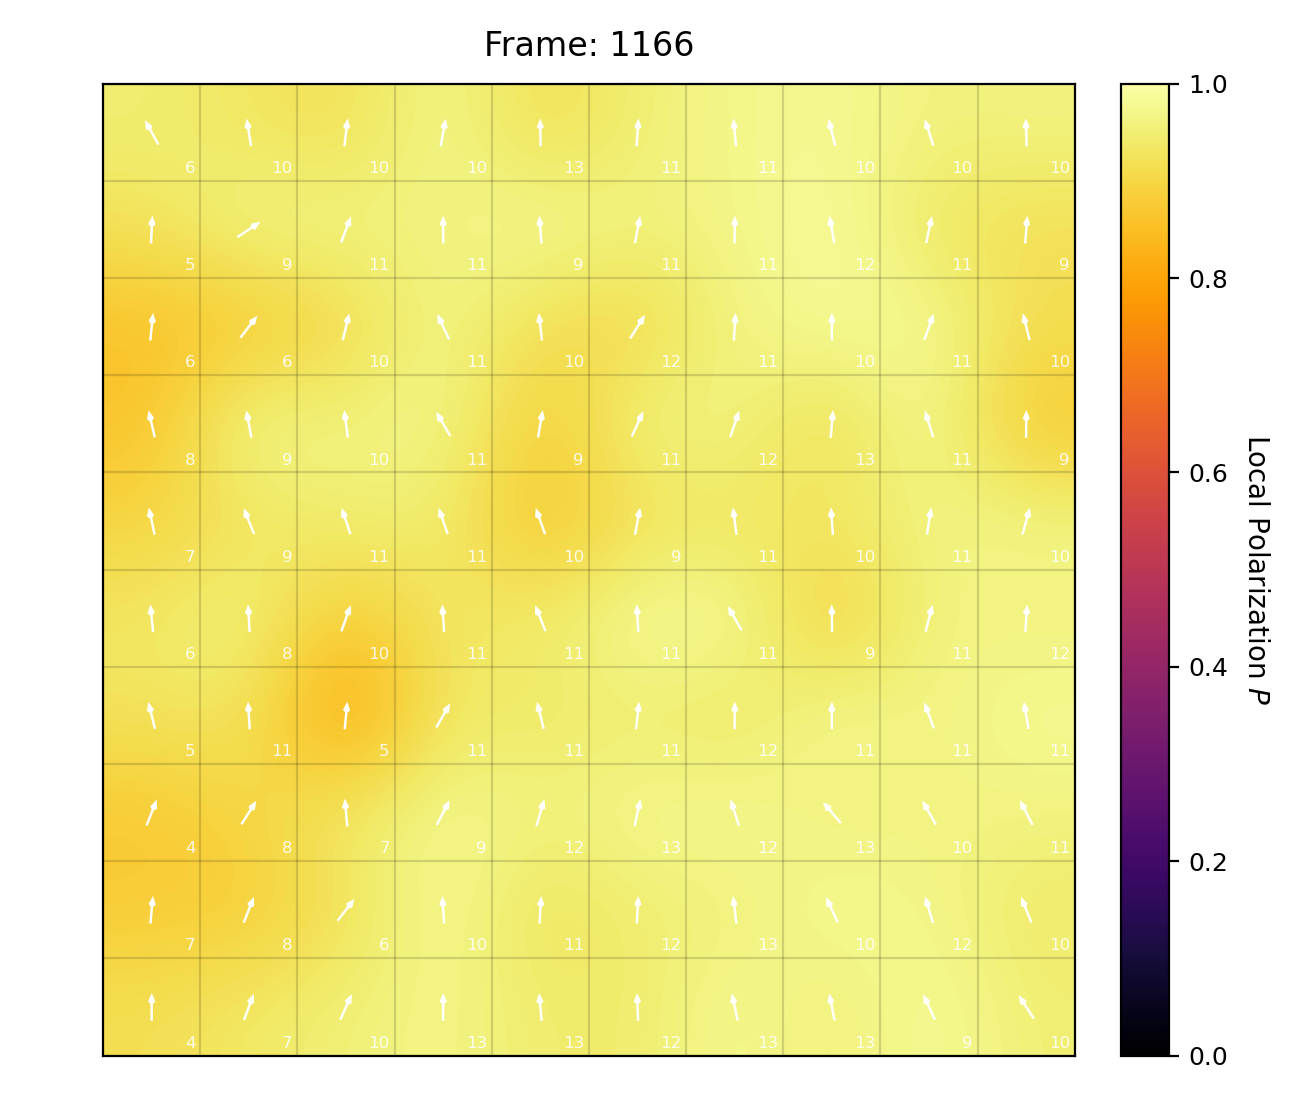 Frame: 1166
6 10 10 10 13 11 11 10 10 10
5 9 11 11 9 11 11 12 11 9
6 6 10 11 10 12 11 10 11 10
8 9 10 11 9 11 12 13 11 9
7 9 11 11 10 9 11 10 11 10
6 8 10 11 11 11 11 9 11 12
5 11 5 11 11 11 12 11 11 11
4 8 7 9 12 13 12 13 10 11
7 8 6 10 11 12 13 10 12 10
4 7 10 13 13 12 13 13 9 10
1.0
0.8
0.6
0.4
0.2
0.0
Local Polarization P